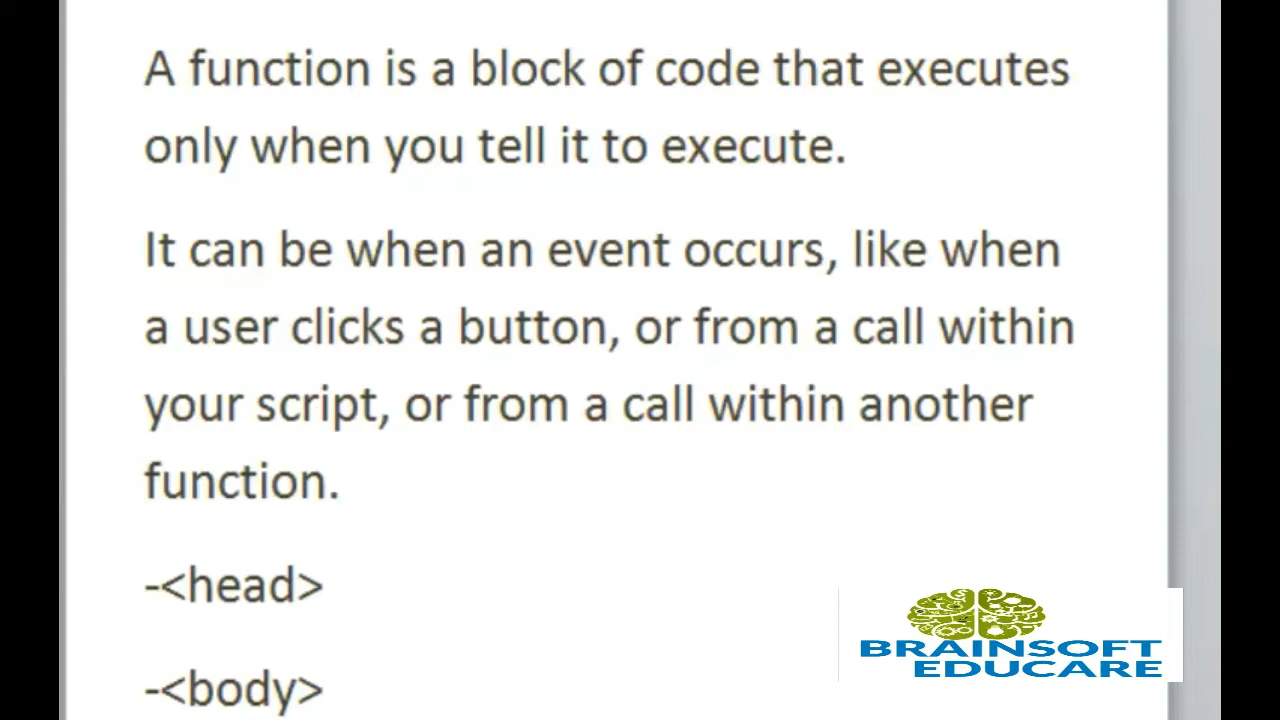 A function is a block of code that executes
only when you tell it to execute.
It can be when an event occurs, like when
a user clicks a button, or from a call within
your script, or from a call within another
function.
-<head>
-<body>
BRAINSOFT
EDUCARE